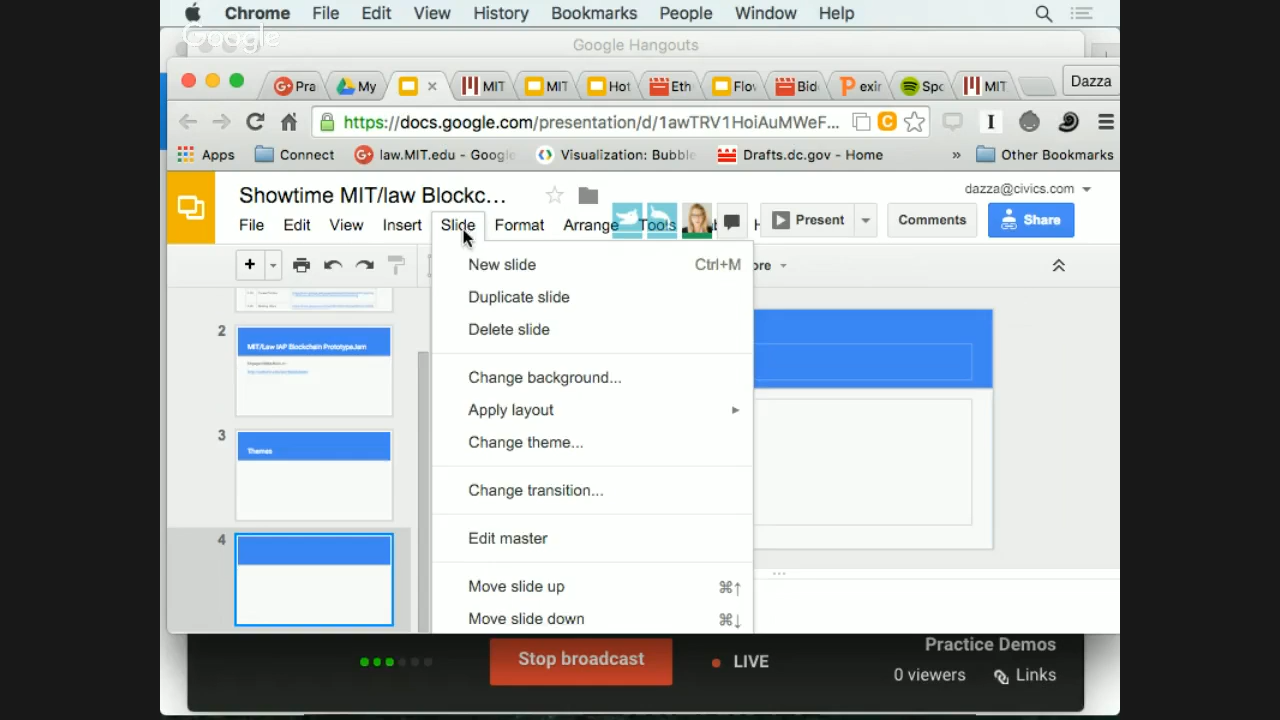 Chrome File Edit View History Bookmarks People Window Help
Google
Google Hangouts
Pra My MIT MIT Hot Eth Flov Bid exir Spo MIT Dazza
https://docs.google.com/presentation/d/1awTRV1HoiAuMWeF...
Apps Connect law.MIT.edu - Google Visualization: Bubble Drafts.dc.gov - Home » Other Bookmarks
dazza@civics.com
Showtime MIT/law Blockc...
File Edit View Insert Slide Format Arrange Tools Present Comments Share
New slide Ctrl+M
Duplicate slide
Delete slide
Change background...
Apply layout
Change theme...
Change transition...
Edit master
Move slide up ⌘↑
Move slide down ⌘↓
2
MIT/Law IAP Blockchain PrototypeJam
3
Themes
4
Stop broadcast
LIVE
Practice Demos
0 viewers Links